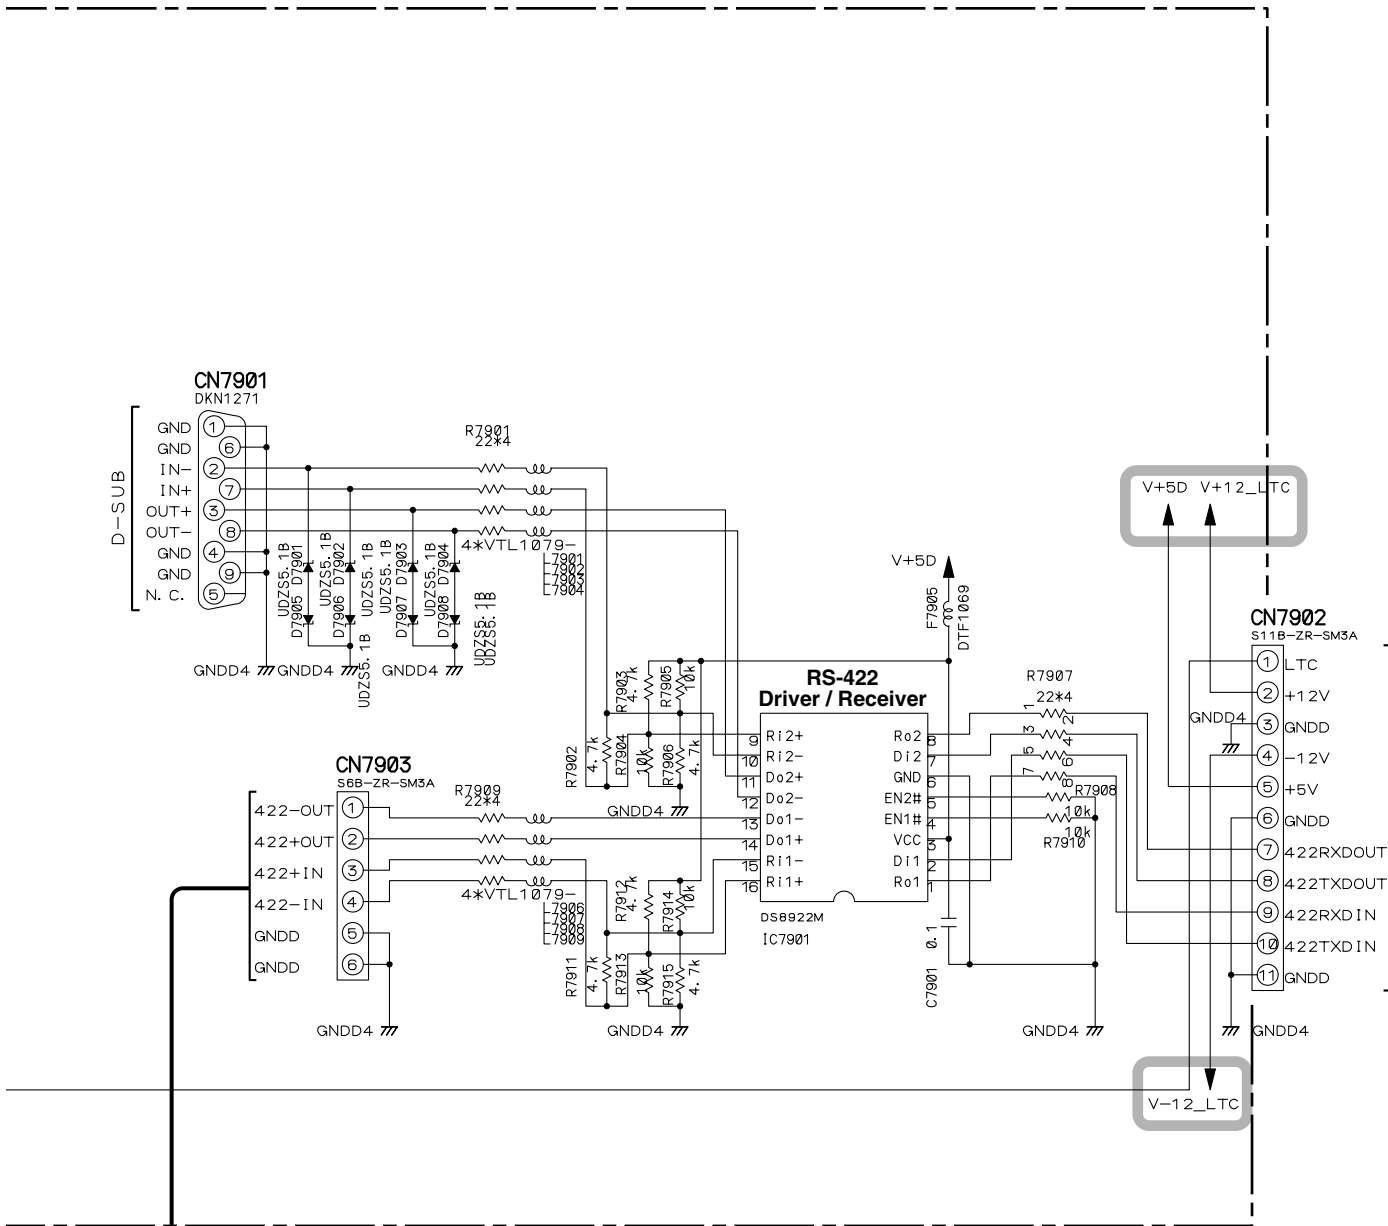 CN7901
DKN1271
D-SUB
GND 1
GND 6
IN- 2
IN+ 7
OUT+ 3
OUT- 8
GND 4
GND 9
N.C. 5
R7901
22*4
4*VTL1079-
L7901
L7902
L7903
L7904
UDZS5.1B D7901
UDZS5.1B D7902
UDZS5.1B D7903
UDZS5.1B D7904
D7905
D7906
D7907
D7908
UDZS5.1B
UDZS5.1B
UDZS5.1B
GNDD4
GNDD4
GNDD4
V+5D V+12_LTC
V+5D
F7905
DTF1069
CN7902
S11B-ZR-SM3A
1 LTC
2 +12V
3 GNDD
4 -12V
5 +5V
6 GNDD
7 422RXDOUT
8 422TXDOUT
9 422RXDIN
10 422TXDIN
11 GNDD
GNDD4
GNDD4
RS-422
Driver / Receiver
R7903
4.7k
R7905
10k
R7902
4.7k
R7904
10k
R7906
4.7k
GNDD4
9 Ri2+ Ro2 8
10 Ri2- Di2 7
11 Do2+ GND 6
12 Do2- EN2# 5
13 Do1- EN1# 4
14 Do1+ VCC 3
15 Ri1- Di1 2
16 Ri1+ Ro1 1
DS8922M
IC7901
R7907
22*4
1 2
3 4
5 6
7 8
R7908
10k
10k
R7910
C7901 0.1
GNDD4
CN7903
S6B-ZR-SM3A
422-OUT 1
422+OUT 2
422+IN 3
422-IN 4
GNDD 5
GNDD 6
GNDD4
R7909
22*4
4*VTL1079-
L7906
L7907
L7908
L7909
R7912
4.7k
R7914
10k
R7911
4.7k
R7913
10k
R7915
4.7k
GNDD4
V-12_LTC